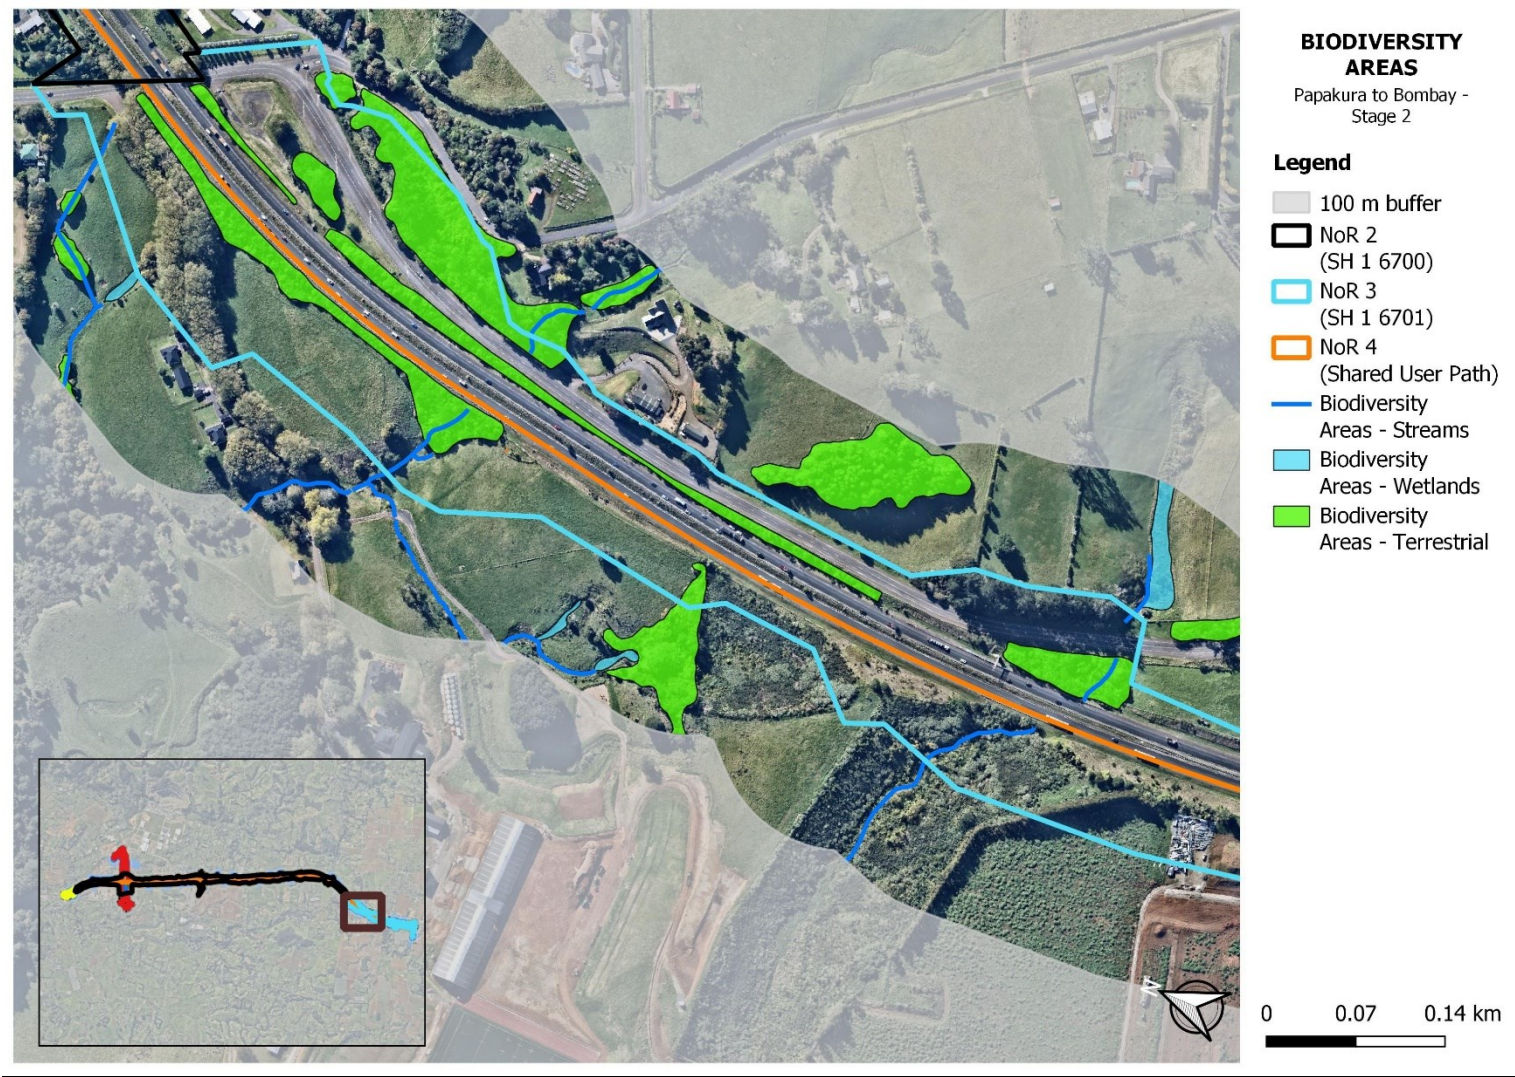 BIODIVERSITY
AREAS
Papakura to Bombay -
Stage 2
Legend
100 m buffer
NoR 2
(SH 1 6700)
NoR 3
(SH 1 6701)
NoR 4
(Shared User Path)
Biodiversity
Areas - Streams
Biodiversity
Areas - Wetlands
Biodiversity
Areas - Terrestrial
N
0 0.07 0.14 km